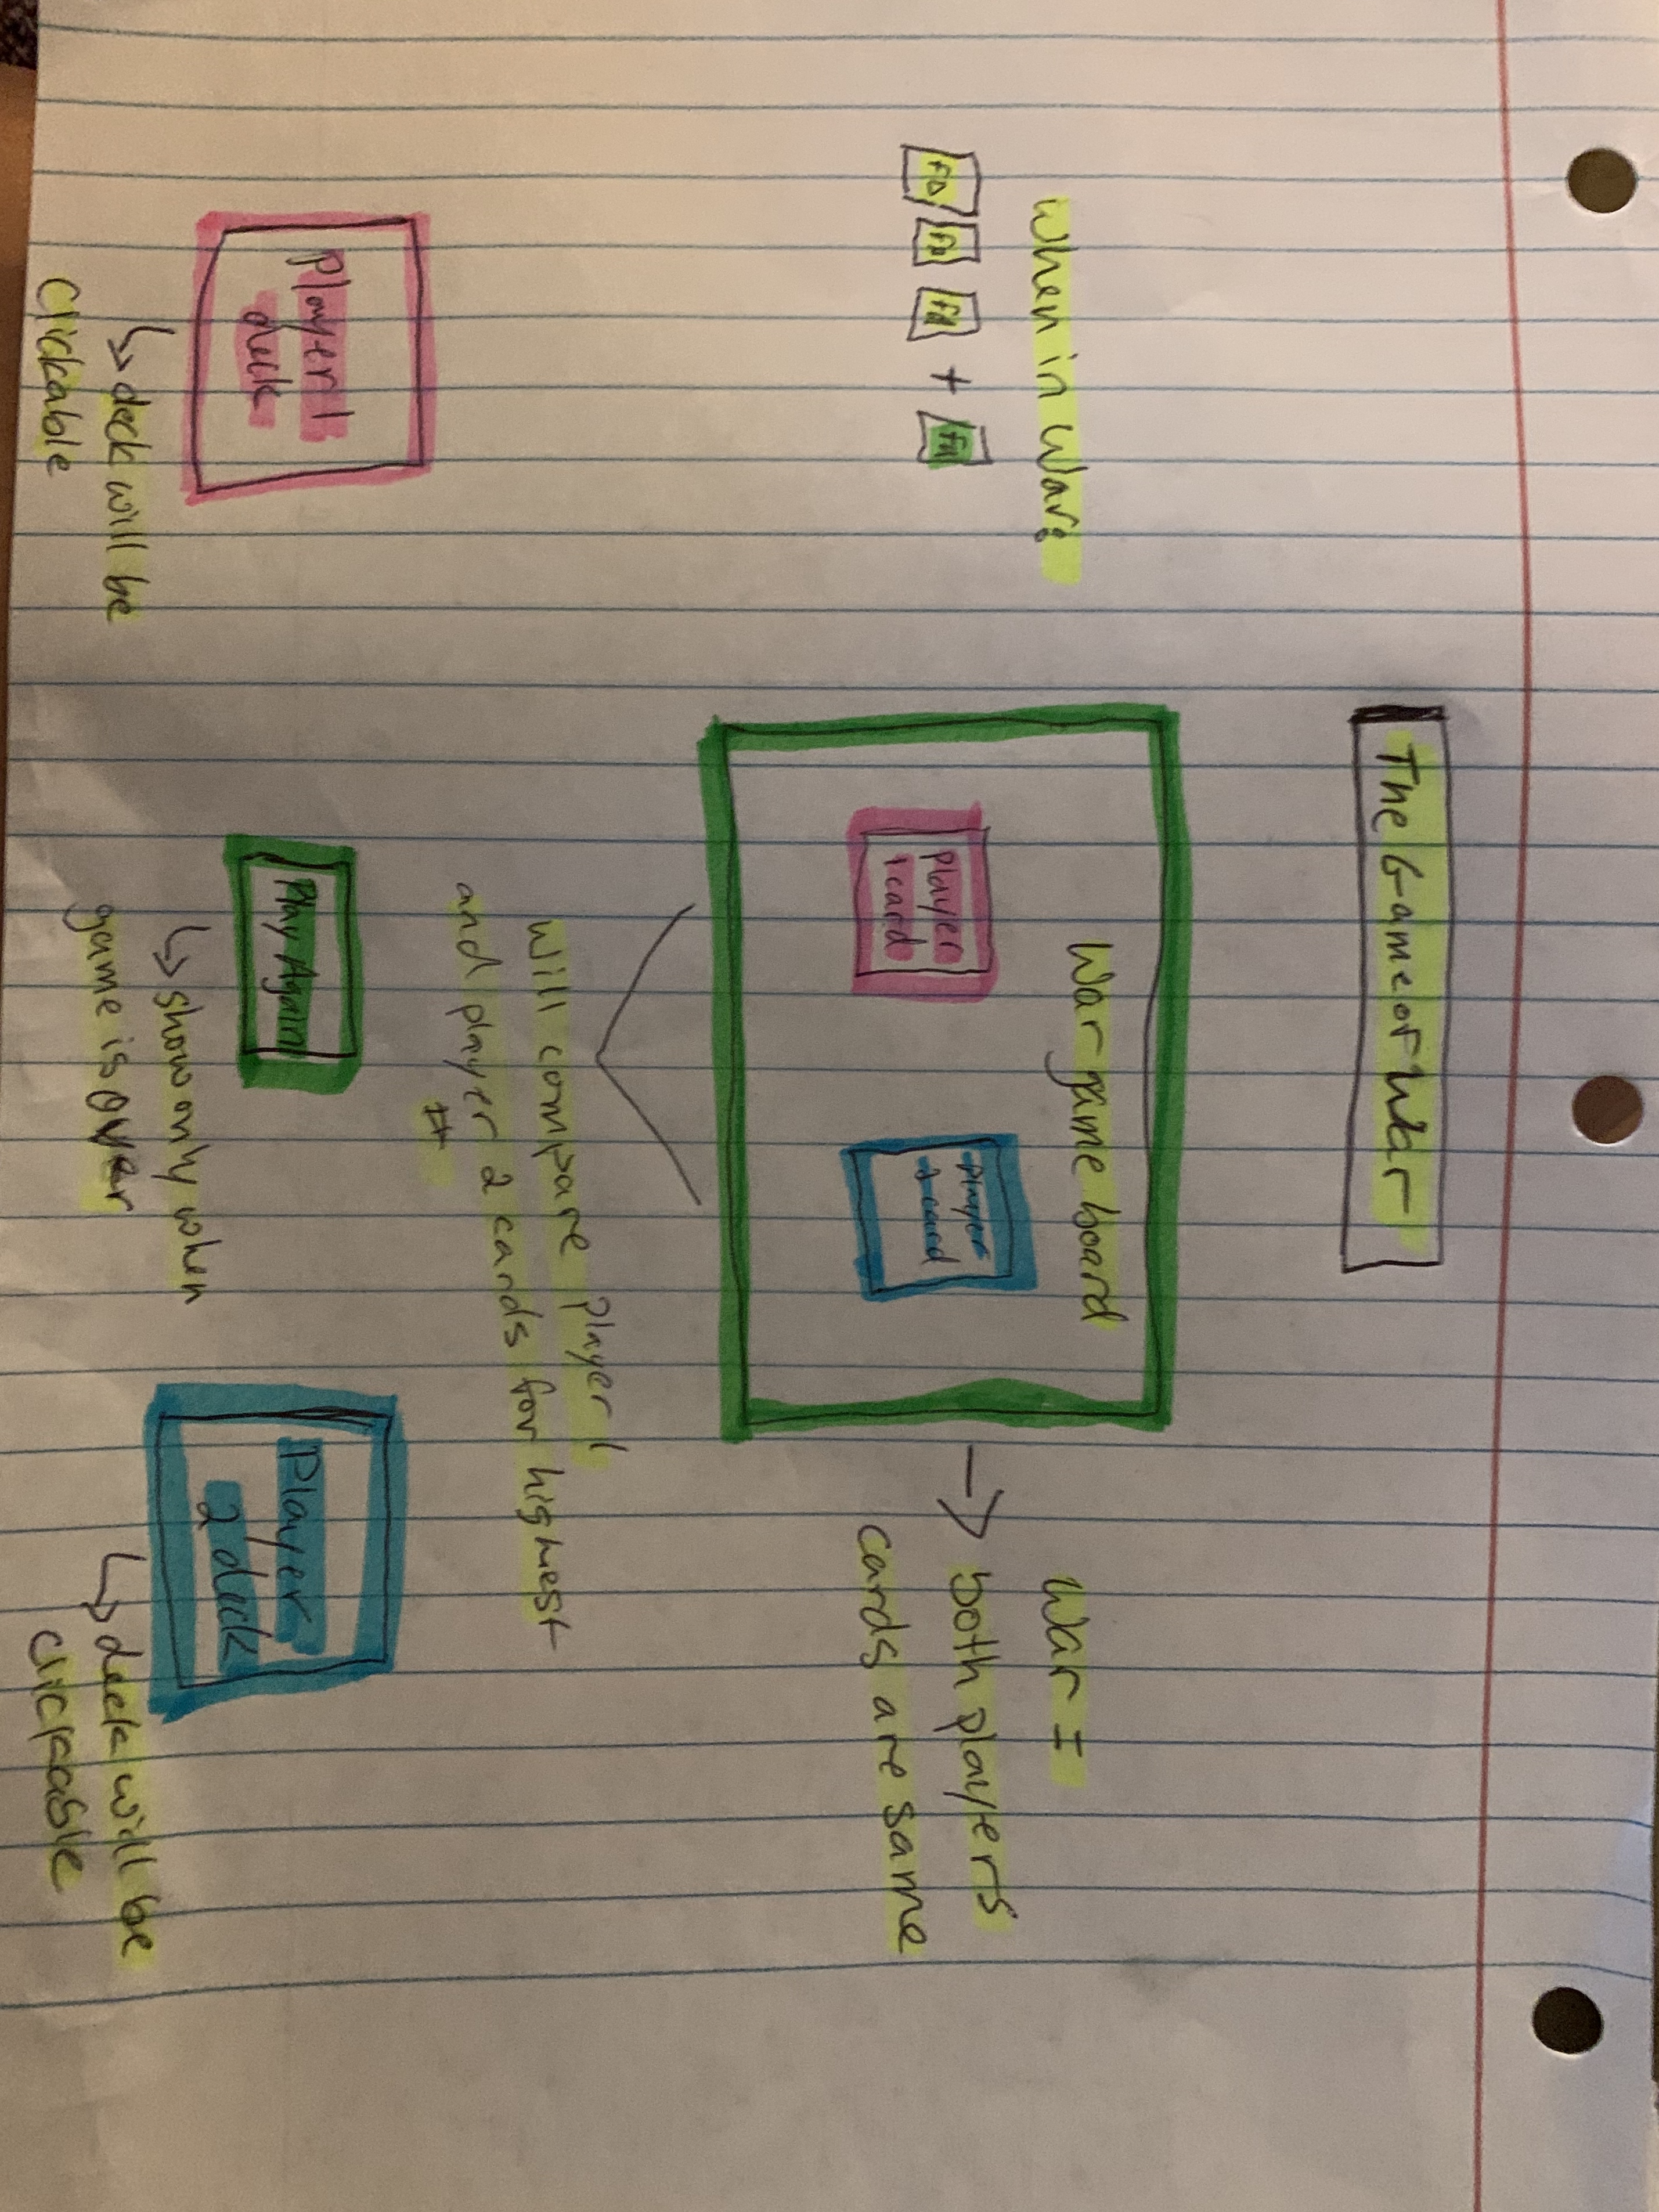 The Game of War
When in War:
FD FD FD + FU
War game board
Player
1 card
Player
2 card
War =
both players
cards are same
Will compare player 1
and player 2 cards for highest
#
Player 1
deck
deck will be
clickable
Play Again
show only when
game is over
Player
2 deck
deck will be
clickable